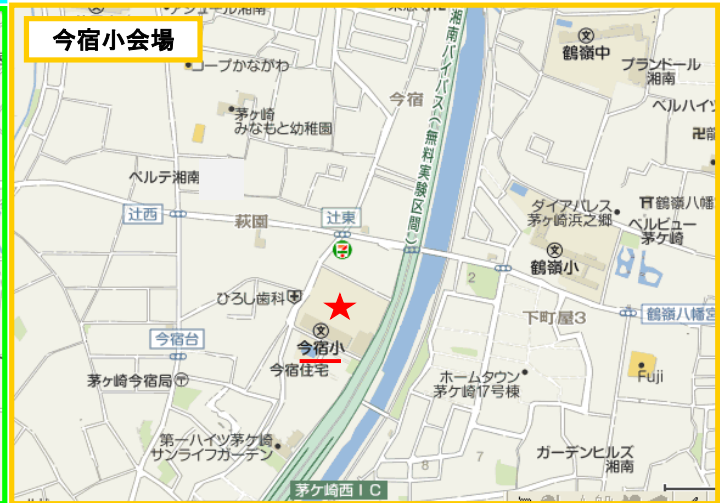 今宿小会場
コープかながわ
鶴嶺中
ブランドール
湘南
ベルハイツ
今宿
湘南バイパス(無料実験区間)
茅ヶ崎
みなもと幼稚園
ベルテ湘南
辻西
萩園
辻東
ダイアパレス
茅ヶ崎浜之郷
鶴嶺八幡
ベルビュー
茅ケ崎
鶴嶺小
2
ひろし歯科
今宿小
今宿住宅
下町屋3
鶴嶺八幡宮
今宿台
茅ヶ崎今宿局
ホームタウン
茅ケ崎17号棟
Fuji
第一ハイツ茅ケ崎
サンライフガーデン
ガーデンヒルズ
湘南
8
7
茅ケ崎西IC